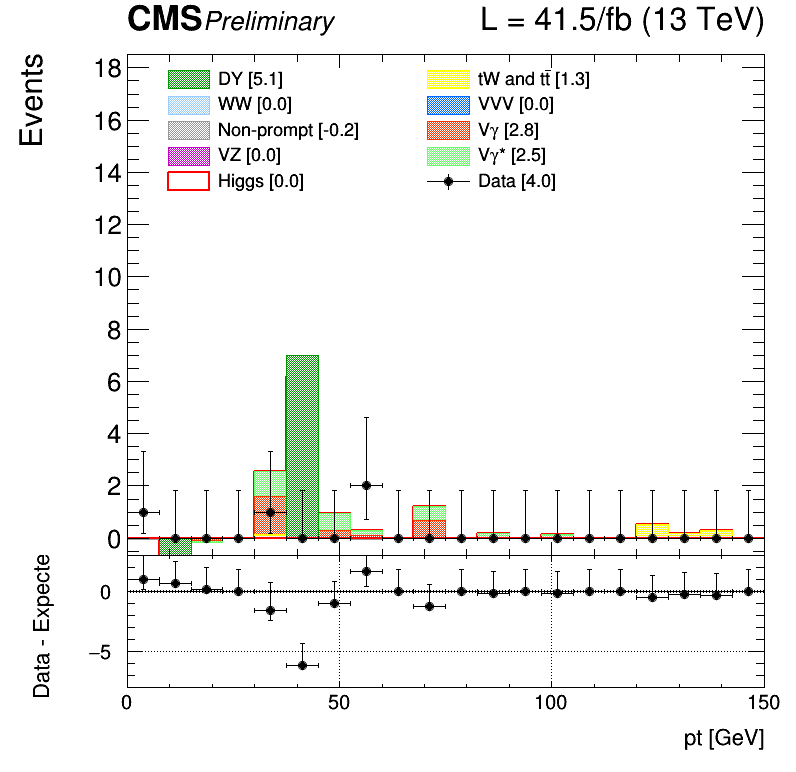 CMS Preliminary L = 41.5/fb (13 TeV)
Events
18
16
14
12
10
8
6
4
2
0
DY [5.1]
WW [0.0]
Non-prompt [-0.2]
VZ [0.0]
Higgs [0.0]
tW and tt̄ [1.3]
VVV [0.0]
Vγ [2.8]
Vγ* [2.5]
Data [4.0]
Data - Expecte
0
−5
0 50 100 150
pt [GeV]